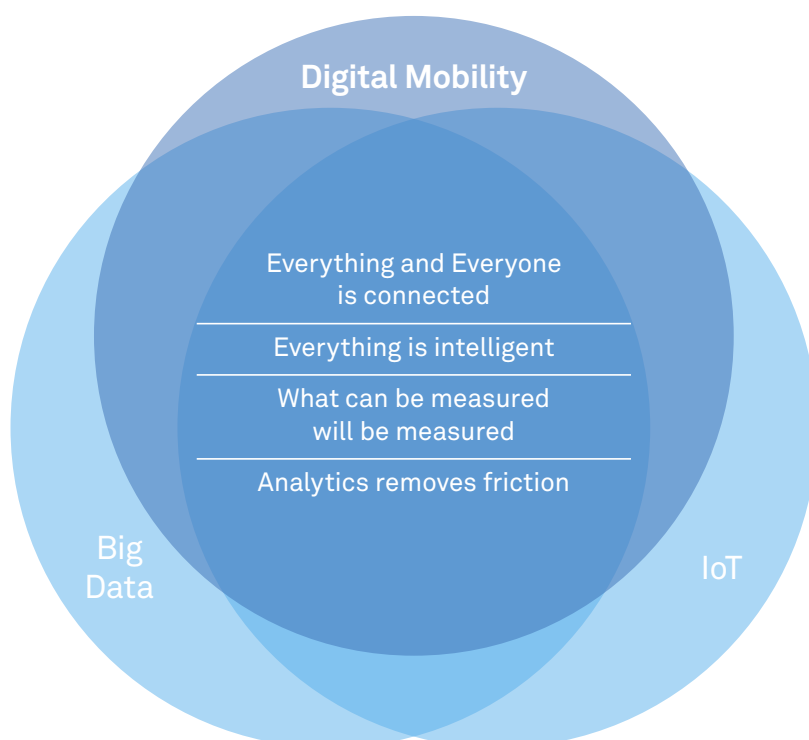 Digital Mobility
Everything and Everyone
is connected
Everything is intelligent
What can be measured
will be measured
Analytics removes friction
Big
Data
IoT